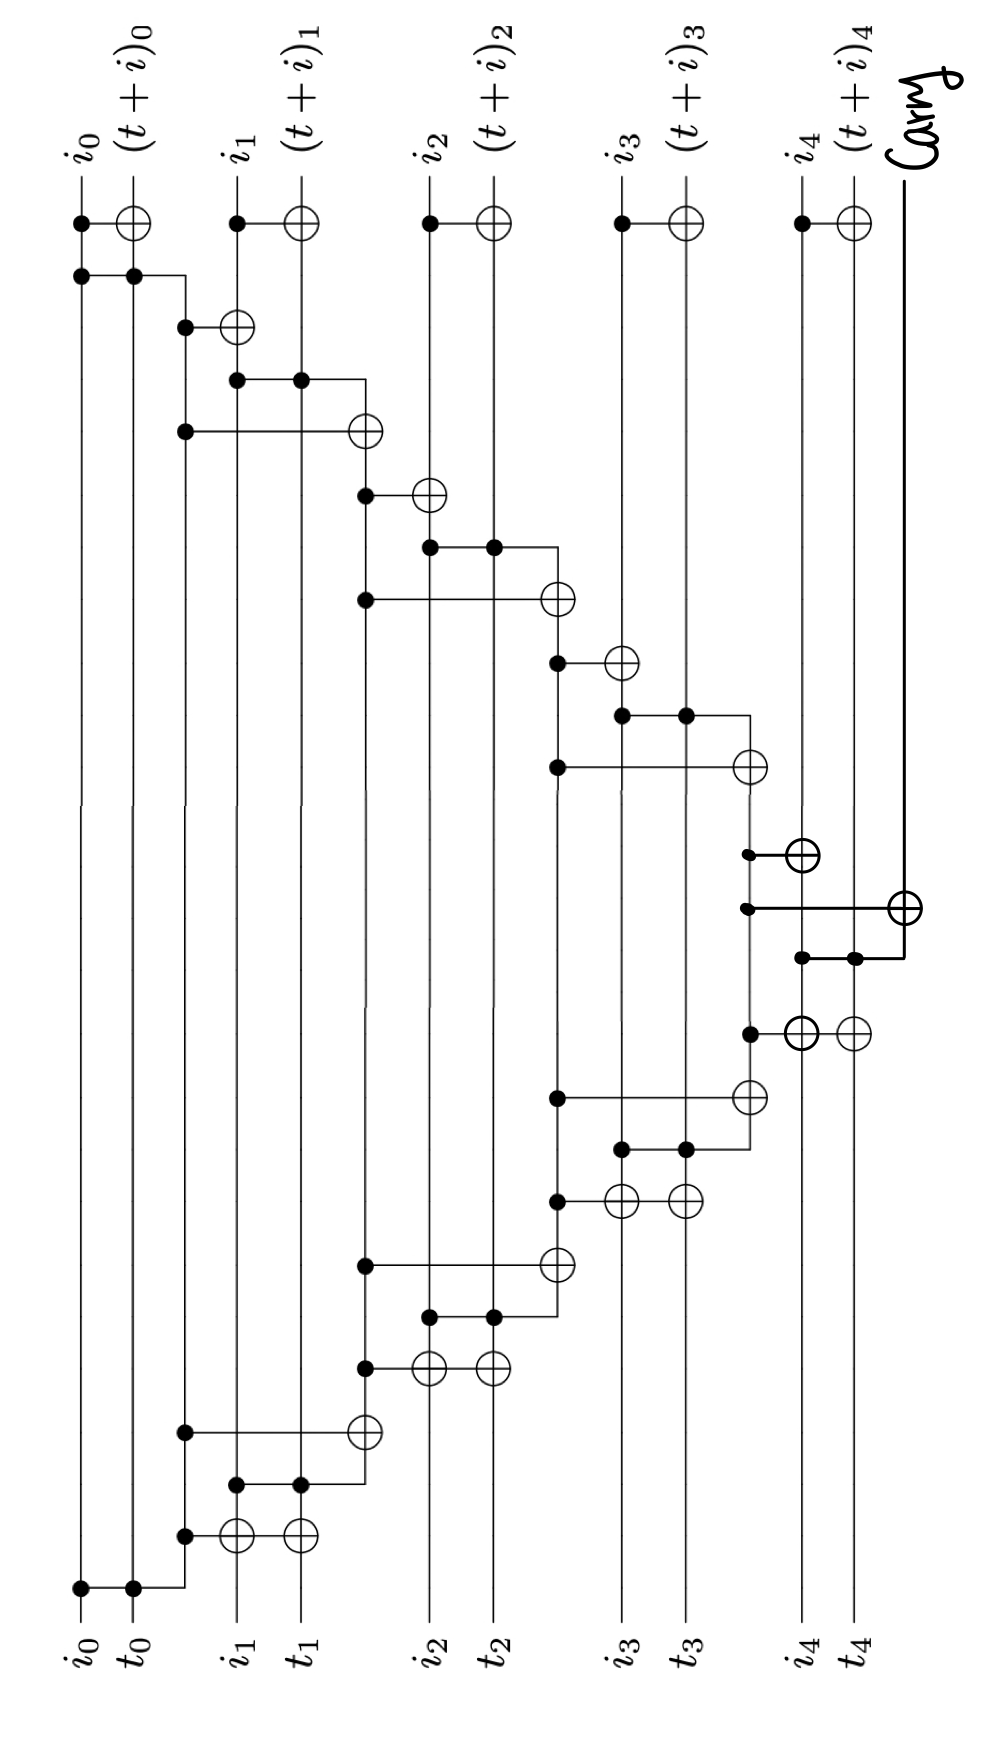 i₀
(t + i)₀
i₁
(t + i)₁
i₂
(t + i)₂
i₃
(t + i)₃
i₄
(t + i)₄
Carry
i₀
t₀
i₁
t₁
i₂
t₂
i₃
t₃
i₄
t₄